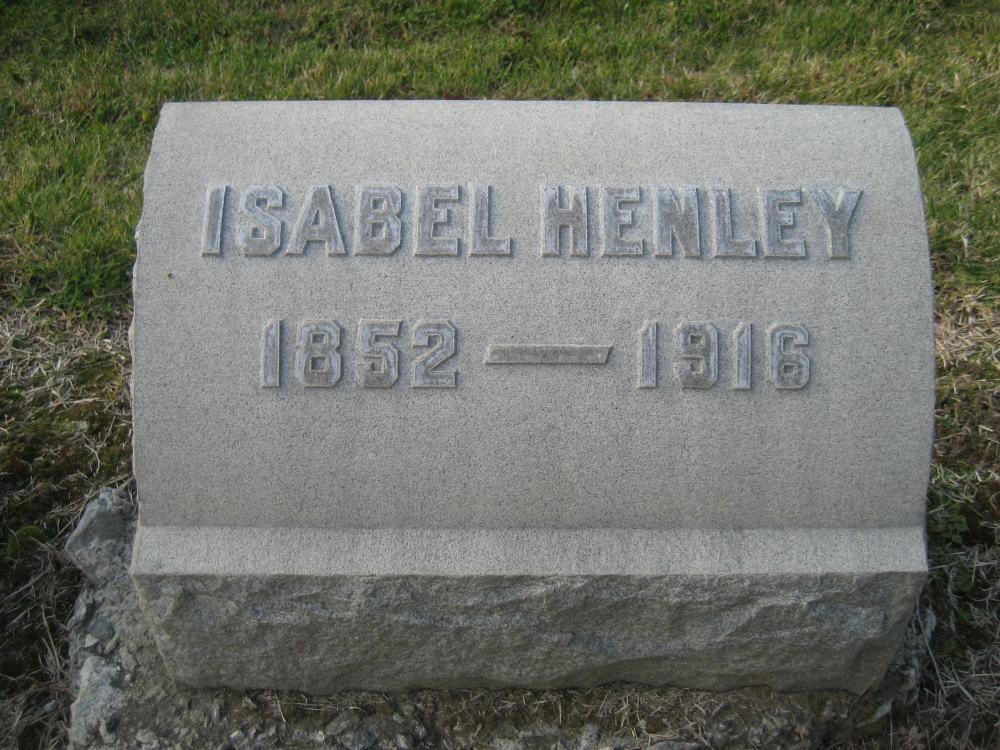 ISABEL HENLEY
1852 — 1916